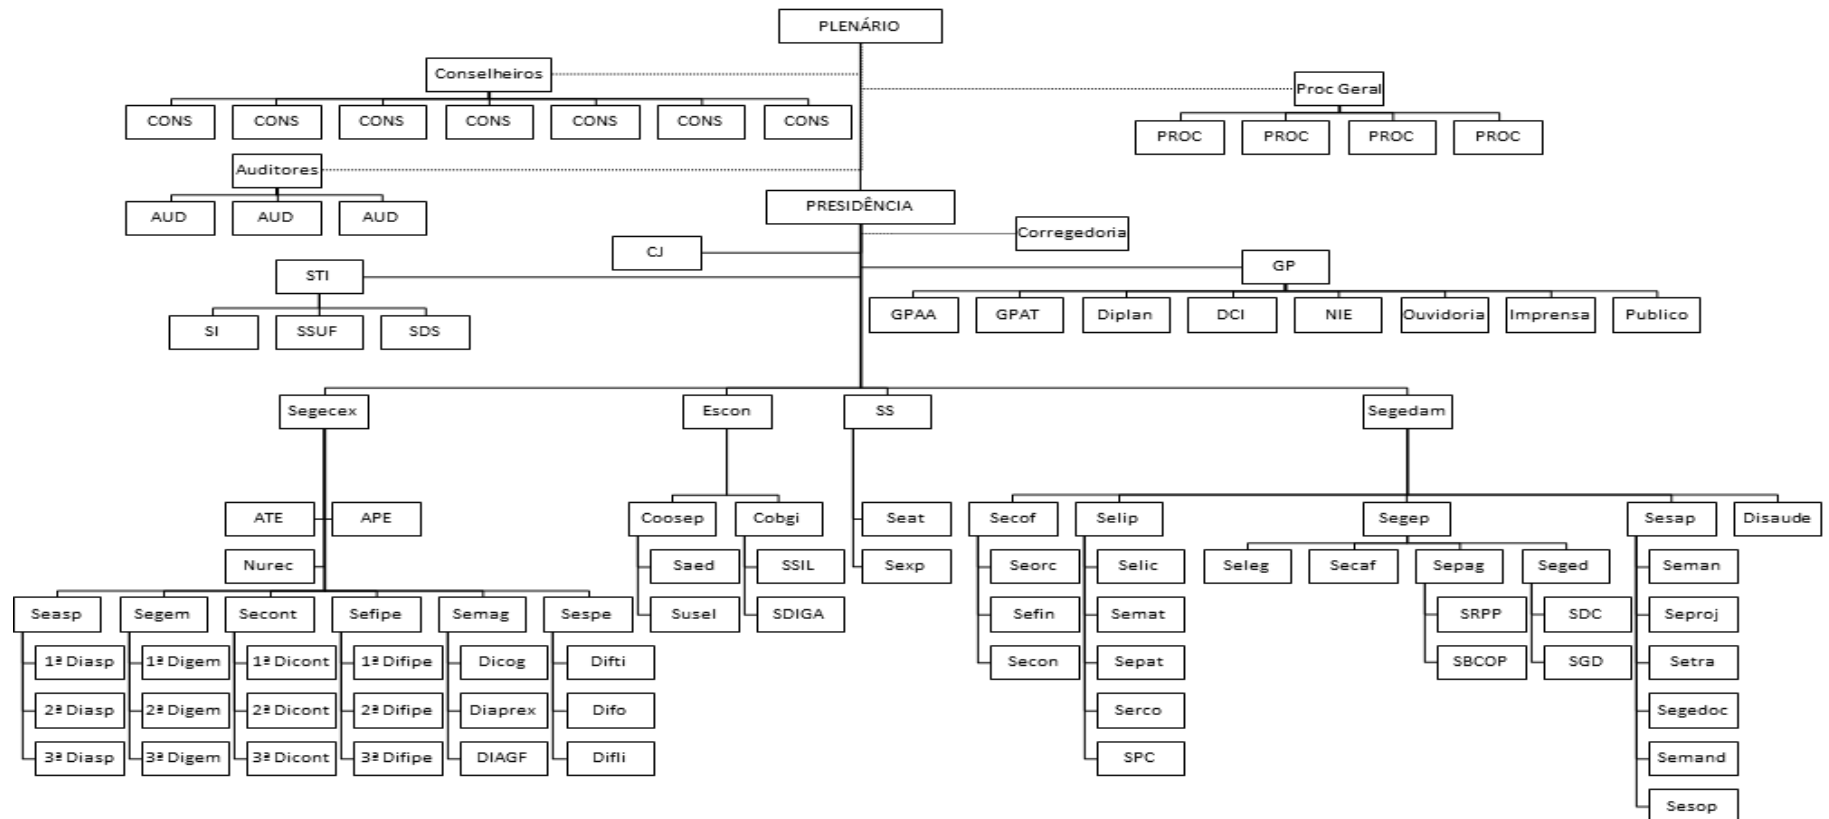 PLENÁRIO
Conselheiros
Proc Geral
CONS CONS CONS CONS CONS CONS CONS
PROC PROC PROC PROC
Auditores
AUD AUD AUD
PRESIDÊNCIA
Corregedoria
CJ
STI
GP
SI SSUF SDS
GPAA GPAT Diplan DCI NIE Ouvidoria Imprensa Publico
Segecex Escon SS Segedam
ATE APE Coosep Cobgi Seat Secof Selip Segep Sesap Disaude
Nurec Saed SSIL Sexp Seorc Selic Seleg Secaf Sepag Seged Seman
Seasp Segem Secont Sefipe Semag Sespe Susel SDIGA Sefin Semat SRPP SDC Seproj
1ª Diasp 1ª Digem 1ª Dicont 1ª Difipe Dicog Difti Secon Sepat SBCOP SGD Setra
2ª Diasp 2ª Digem 2ª Dicont 2ª Difipe Diaprex Difo Serco Segedoc
3ª Diasp 3ª Digem 3ª Dicont 3ª Difipe DIAGF Difli SPC Semand
Sesop